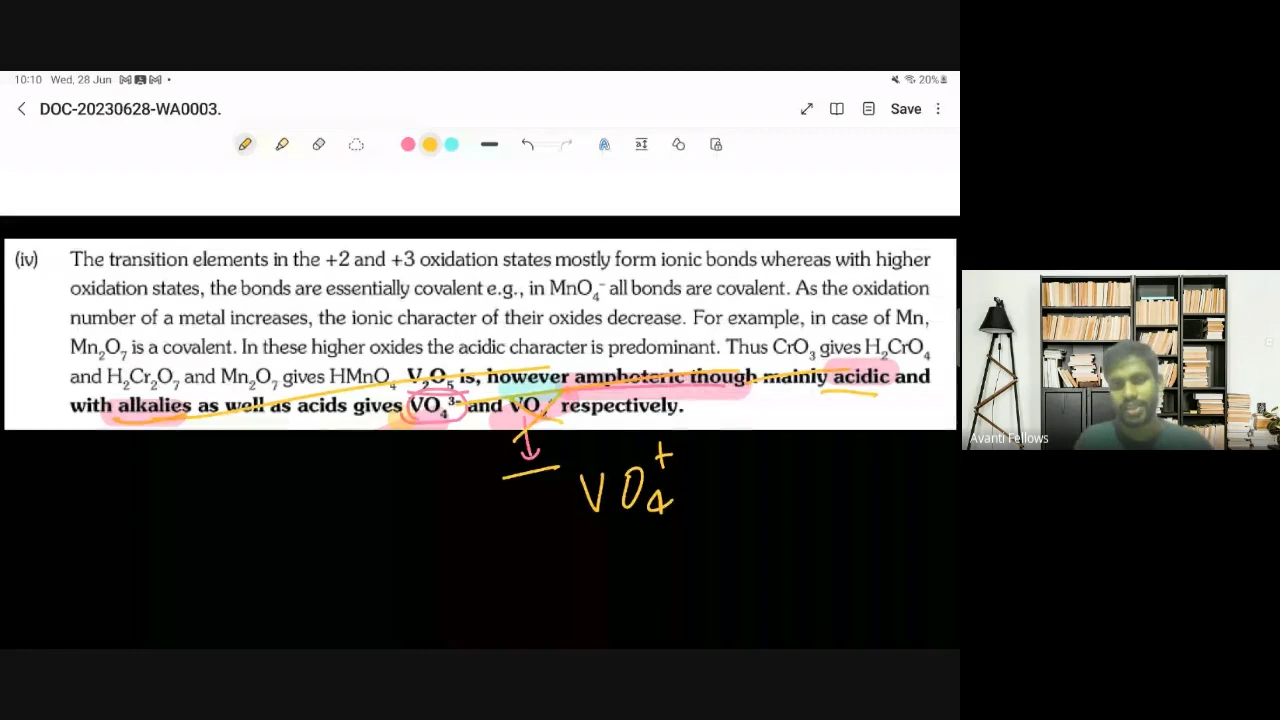 10:10 Wed, 28 Jun
20%
DOC-20230628-WA0003.
Save
(iv) The transition elements in the +2 and +3 oxidation states mostly form ionic bonds whereas with higher
oxidation states, the bonds are essentially covalent e.g., in MnO₄⁻ all bonds are covalent. As the oxidation
number of a metal increases, the ionic character of their oxides decrease. For example, in case of Mn,
Mn₂O₇ is a covalent. In these higher oxides the acidic character is predominant. Thus CrO₃ gives H₂CrO₄
and H₂Cr₂O₇ and Mn₂O₇ gives HMnO₄ V₂O₅ is, however amphoteric though mainly acidic and
with alkalies as well as acids gives VO₄³⁻ and VO respectively.
VO₄⁺
Avanti Fellows